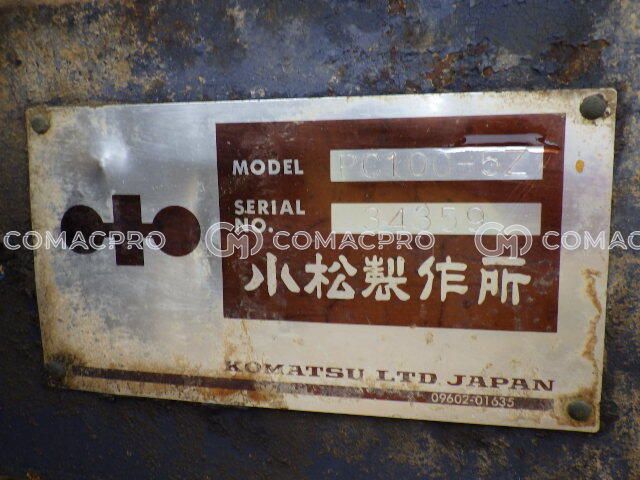 MODEL PC100-5Z
SERIAL NO. 34359
COMACPRO COMACPRO COMACPRO
小松製作所
KOMATSU LTD. JAPAN
09602-01635